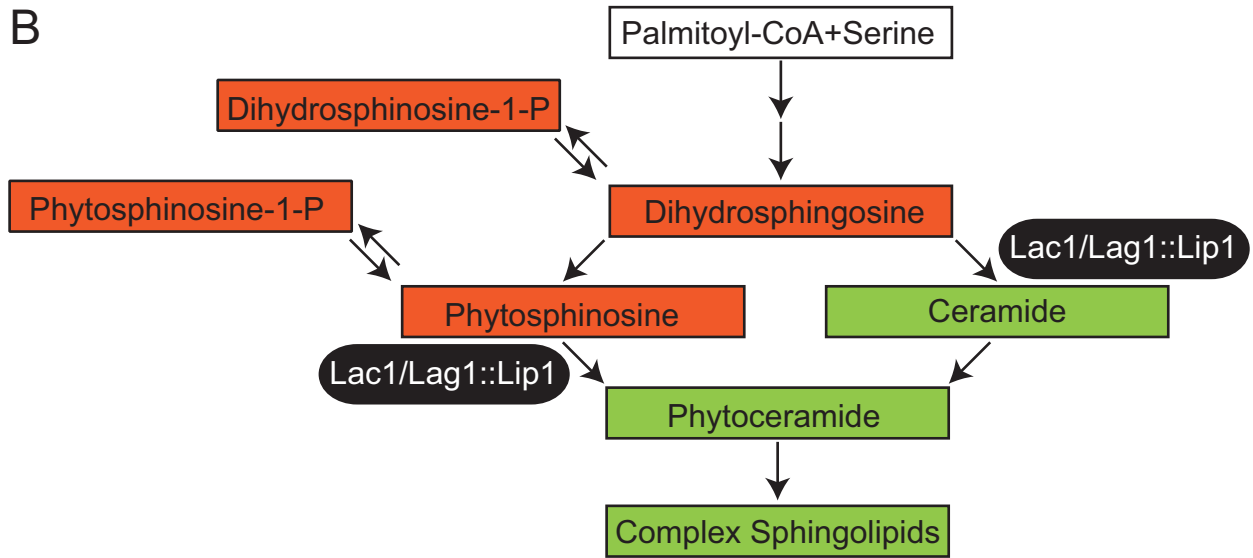 B
Palmitoyl-CoA+Serine
Dihydrosphinosine-1-P
Phytosphinosine-1-P
Dihydrosphingosine
Lac1/Lag1::Lip1
Phytosphinosine
Ceramide
Lac1/Lag1::Lip1
Phytoceramide
Complex Sphingolipids